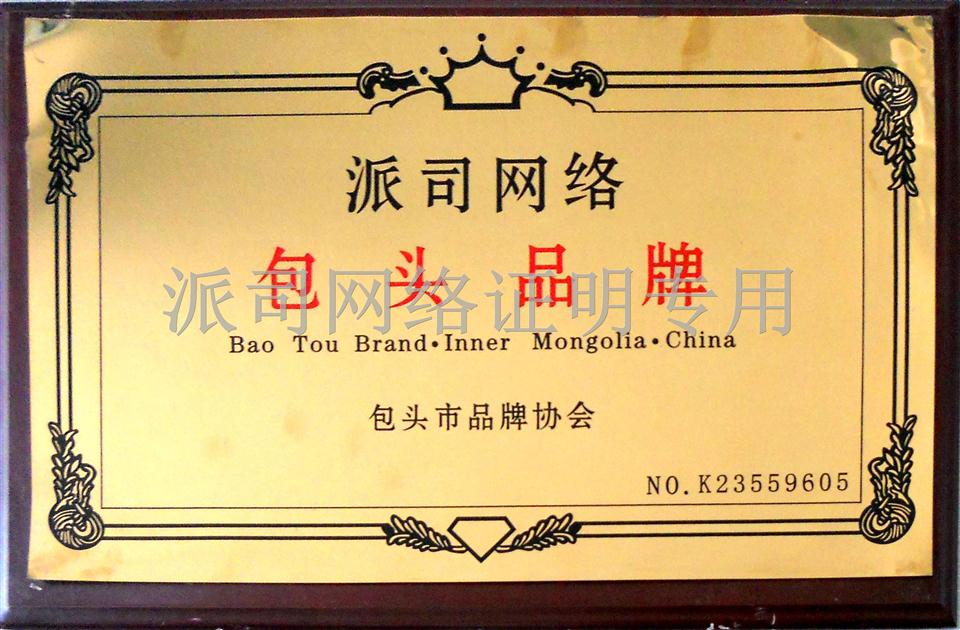 派司网络
包头品牌
派司网络证明专用
Bao Tou Brand•Inner Mongolia•China
包头市品牌协会
NO.K23559605